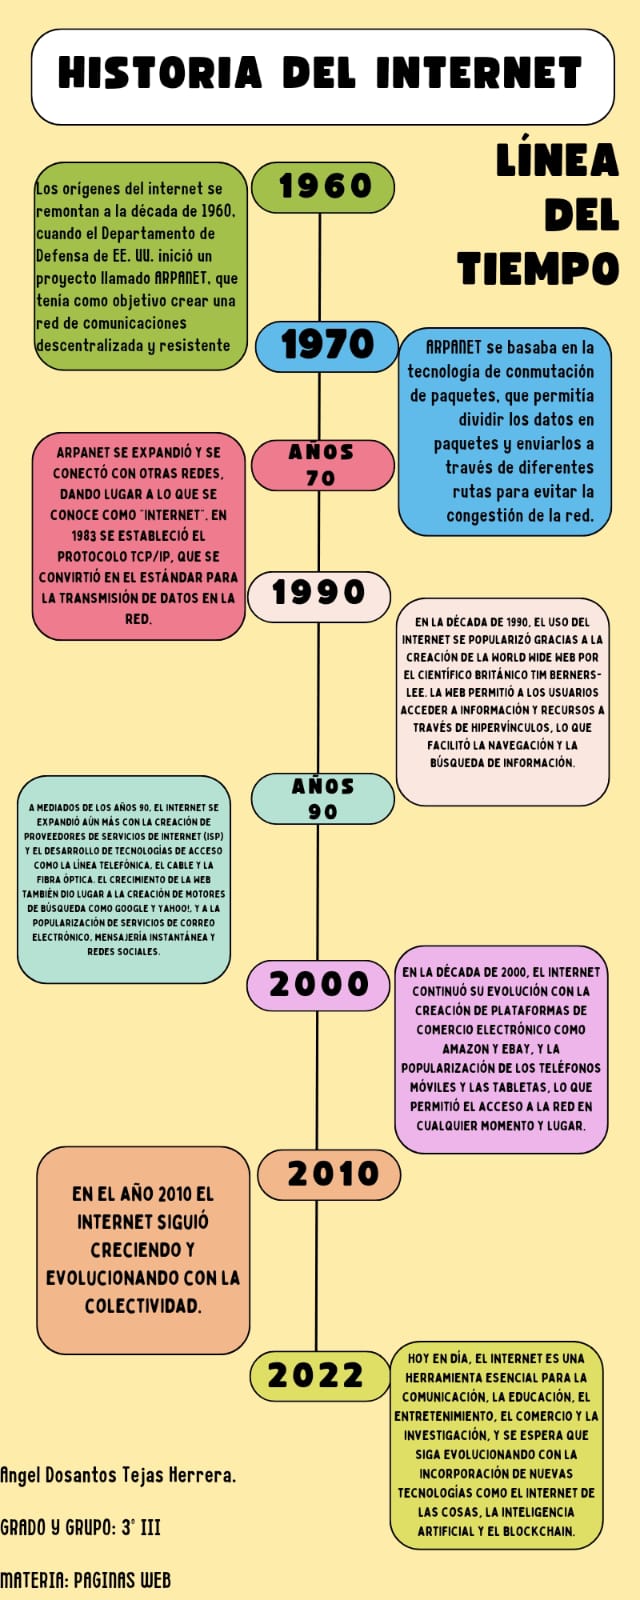 HISTORIA DEL INTERNET
LÍNEA
DEL
TIEMPO
1960
Los orígenes del internet se
remontan a la década de 1960,
cuando el Departamento de
Defensa de EE. UU. inició un
proyecto llamado ARPANET, que
tenía como objetivo crear una
red de comunicaciones
descentralizada y resistente
1970
ARPANET se basaba en la
tecnología de conmutación
de paquetes, que permitía
dividir los datos en
paquetes y enviarlos a
través de diferentes
rutas para evitar la
congestión de la red.
AÑOS
70
ARPANET SE EXPANDIÓ Y SE
CONECTÓ CON OTRAS REDES,
DANDO LUGAR A LO QUE SE
CONOCE COMO "INTERNET". EN
1983 SE ESTABLECIÓ EL
PROTOCOLO TCP/IP, QUE SE
CONVIRTIÓ EN EL ESTÁNDAR PARA
LA TRANSMISIÓN DE DATOS EN LA
RED.
1990
EN LA DÉCADA DE 1990, EL USO DEL
INTERNET SE POPULARIZÓ GRACIAS A LA
CREACIÓN DE LA WORLD WIDE WEB POR
EL CIENTÍFICO BRITÁNICO TIM BERNERS-
LEE. LA WEB PERMITIÓ A LOS USUARIOS
ACCEDER A INFORMACIÓN Y RECURSOS A
TRAVÉS DE HIPERVÍNCULOS, LO QUE
FACILITÓ LA NAVEGACIÓN Y LA
BÚSQUEDA DE INFORMACIÓN.
AÑOS
90
A MEDIADOS DE LOS AÑOS 90, EL INTERNET SE
EXPANDIÓ AÚN MÁS CON LA CREACIÓN DE
PROVEEDORES DE SERVICIOS DE INTERNET (ISP)
Y EL DESARROLLO DE TECNOLOGÍAS DE ACCESO
COMO LA LÍNEA TELEFÓNICA, EL CABLE Y LA
FIBRA ÓPTICA. EL CRECIMIENTO DE LA WEB
TAMBIÉN DIO LUGAR A LA CREACIÓN DE MOTORES
DE BÚSQUEDA COMO GOOGLE Y YAHOO!, Y A LA
POPULARIZACIÓN DE SERVICIOS DE CORREO
ELECTRÓNICO, MENSAJERÍA INSTANTÁNEA Y
REDES SOCIALES.
2000
EN LA DÉCADA DE 2000, EL INTERNET
CONTINUÓ SU EVOLUCIÓN CON LA
CREACIÓN DE PLATAFORMAS DE
COMERCIO ELECTRÓNICO COMO
AMAZON Y EBAY, Y LA
POPULARIZACIÓN DE LOS TELÉFONOS
MÓVILES Y LAS TABLETAS, LO QUE
PERMITIÓ EL ACCESO A LA RED EN
CUALQUIER MOMENTO Y LUGAR.
2010
EN EL AÑO 2010 EL
INTERNET SIGUIÓ
CRECIENDO Y
EVOLUCIONANDO CON LA
COLECTIVIDAD.
2022
HOY EN DÍA, EL INTERNET ES UNA
HERRAMIENTA ESENCIAL PARA LA
COMUNICACIÓN, LA EDUCACIÓN, EL
ENTRETENIMIENTO, EL COMERCIO Y LA
INVESTIGACIÓN, Y SE ESPERA QUE
SIGA EVOLUCIONANDO CON LA
INCORPORACIÓN DE NUEVAS
TECNOLOGÍAS COMO EL INTERNET DE
LAS COSAS, LA INTELIGENCIA
ARTIFICIAL Y EL BLOCKCHAIN.
Angel Dosantos Tejas Herrera.
GRADO Y GRUPO: 3° III
MATERIA: PAGINAS WEB